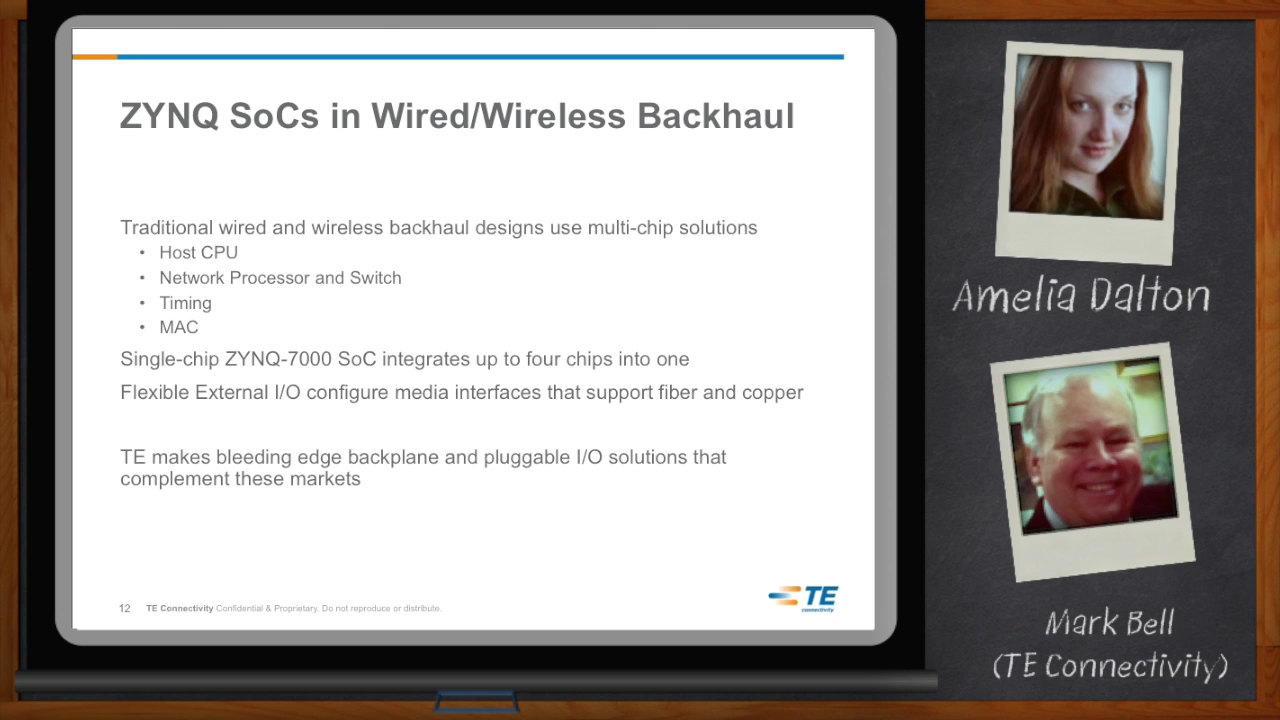 ZYNQ SoCs in Wired/Wireless Backhaul
Traditional wired and wireless backhaul designs use multi-chip solutions
• Host CPU
• Network Processor and Switch
• Timing
• MAC
Single-chip ZYNQ-7000 SoC integrates up to four chips into one
Flexible External I/O configure media interfaces that support fiber and copper
TE makes bleeding edge backplane and pluggable I/O solutions that
complement these markets
12 TE Connectivity Confidential & Proprietary. Do not reproduce or distribute.
TE
connectivity
Amelia Dalton
Mark Bell
(TE Connectivity)